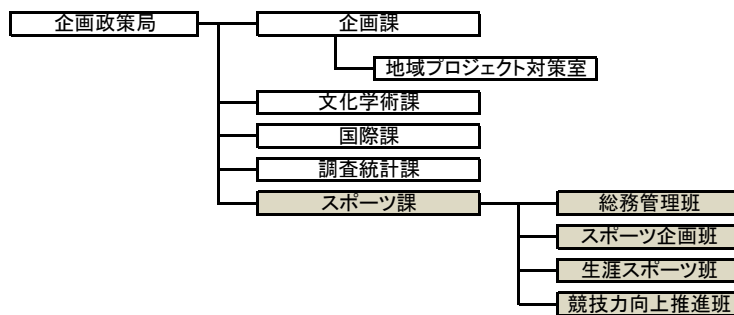 企画政策局
企画課
地域プロジェクト対策室
文化学術課
国際課
調査統計課
スポーツ課
総務管理班
スポーツ企画班
生涯スポーツ班
競技力向上推進班